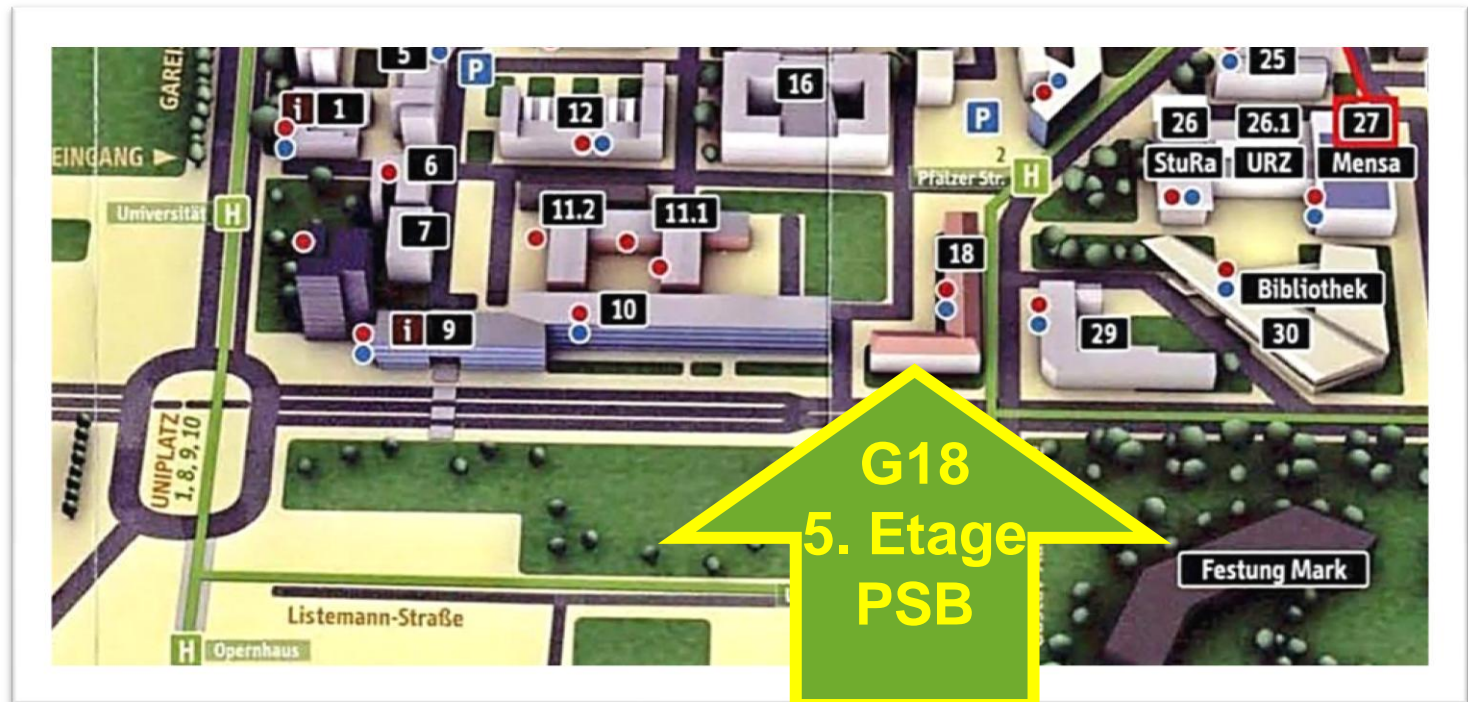 GAREI
5
P
16
25
i 1
12
P
26
26.1
27
StuRa
URZ
Mensa
EINGANG
6
2
Pfälzer Str. H
Universität H
11.2
11.1
7
18
Bibliothek
i 9
10
29
30
UNIPLATZ
1, 8, 9, 10
G18
5. Etage
PSB
Festung Mark
Listemann-Straße
H Opernhaus